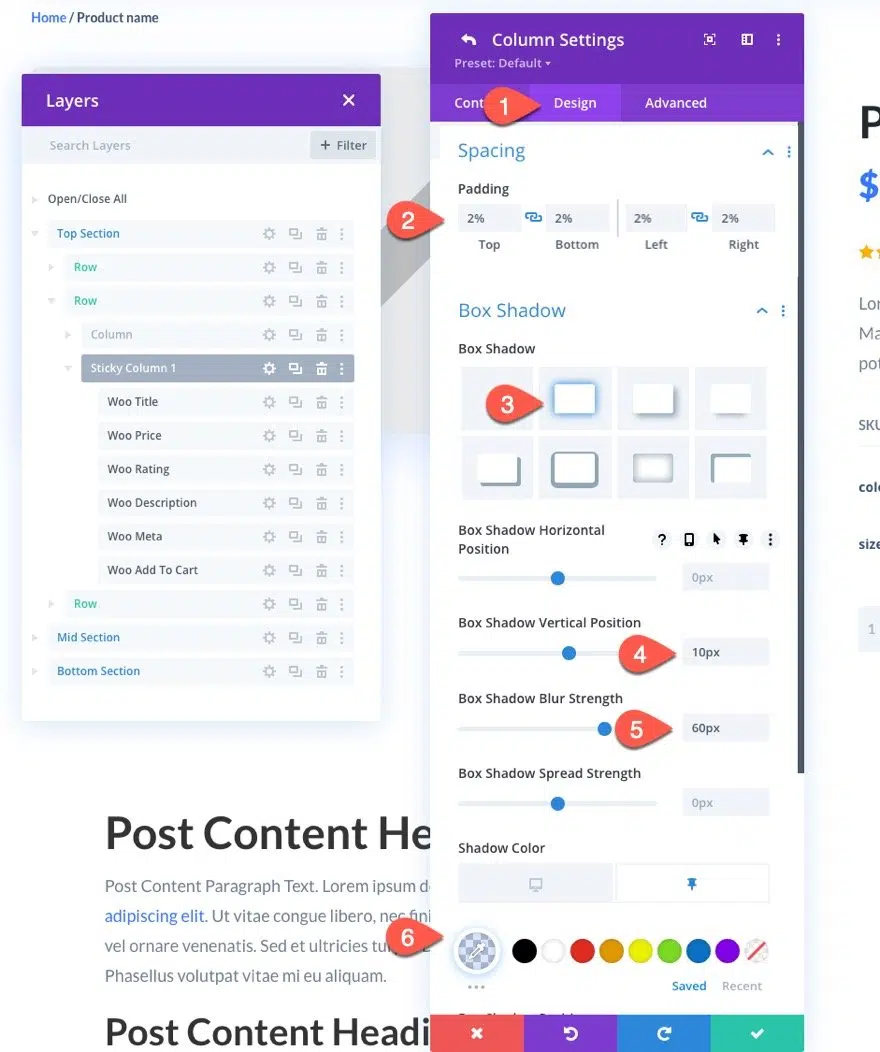 Home / Product name
Layers
Search Layers
+ Filter
Open/Close All
Top Section
Row
Row
Column
Sticky Column 1
Woo Title
Woo Price
Woo Rating
Woo Description
Woo Meta
Woo Add To Cart
Row
Mid Section
Bottom Section
Post Content He
Post Content Paragraph Text. Lorem ipsum d
adipiscing elit. Ut vitae congue libero, nec fini
vel ornare venenatis. Sed et ultricies tu
Phasellus volutpat vitae mi eu aliquam.
Post Content Headi
Column Settings
Preset: Default
Cont
1
Design
Advanced
Spacing
Padding
2
2%
2%
2%
2%
Top
Bottom
Left
Right
Box Shadow
Box Shadow
3
Box Shadow Horizontal
Position
?
0px
Box Shadow Vertical Position
4
10px
Box Shadow Blur Strength
5
60px
Box Shadow Spread Strength
0px
Shadow Color
6
Saved
Recent
P
$
Lor
Ma
pot
SKU
colo
size
1